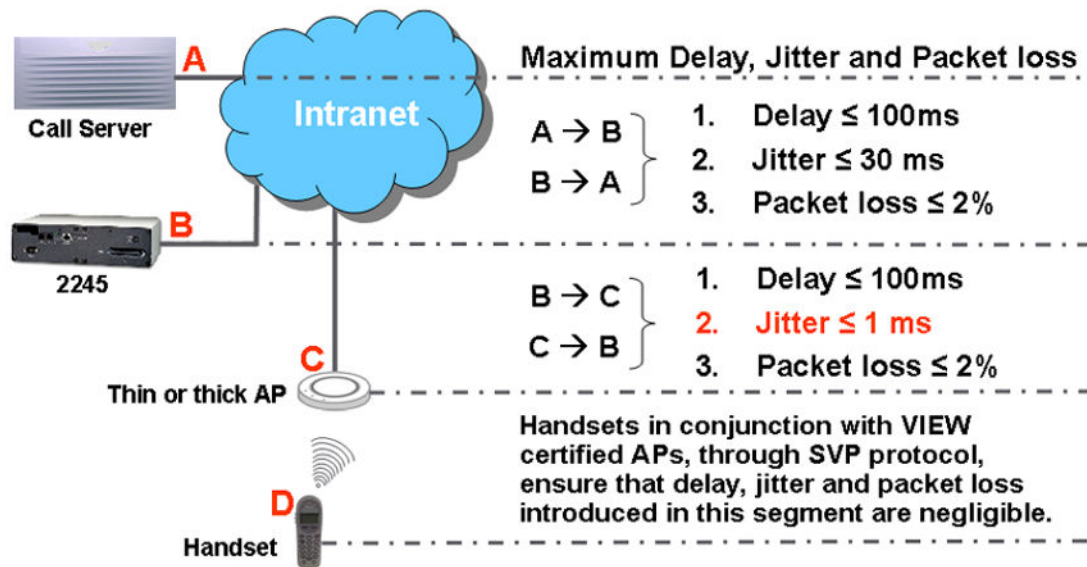 A
Call Server
Intranet
B
2245
C
Thin or thick AP
D
Handset
Maximum Delay, Jitter and Packet loss
A → B
B → A
1. Delay ≤ 100ms
2. Jitter ≤ 30 ms
3. Packet loss ≤ 2%
B → C
C → B
1. Delay ≤ 100ms
2. Jitter ≤ 1 ms
3. Packet loss ≤ 2%
Handsets in conjunction with VIEW
certified APs, through SVP protocol,
ensure that delay, jitter and packet loss
introduced in this segment are negligible.